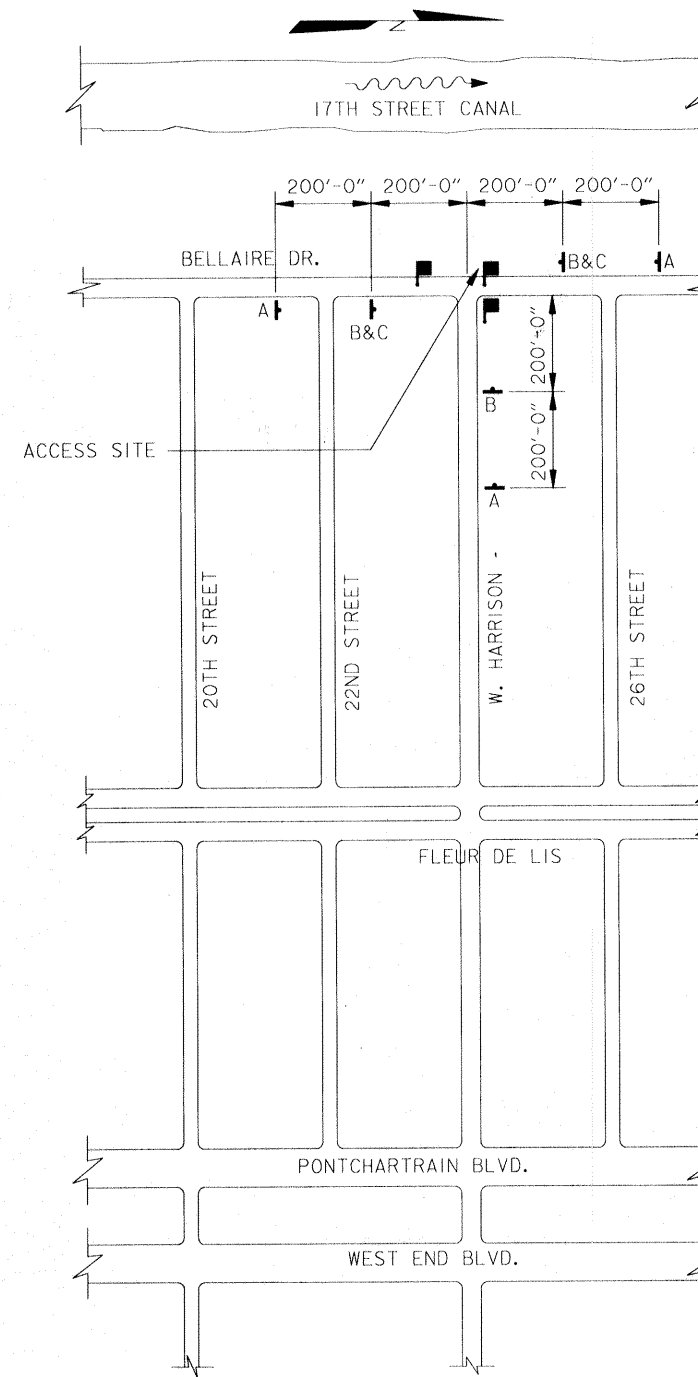 N
17TH STREET CANAL
200'-0" 200'-0" 200'-0" 200'-0"
BELLAIRE DR.
B&C
A
A
B&C
200'-0"
B
200'-0"
ACCESS SITE
A
20TH STREET
22ND STREET
W. HARRISON -
26TH STREET
FLEUR DE LIS
PONTCHARTRAIN BLVD.
WEST END BLVD.